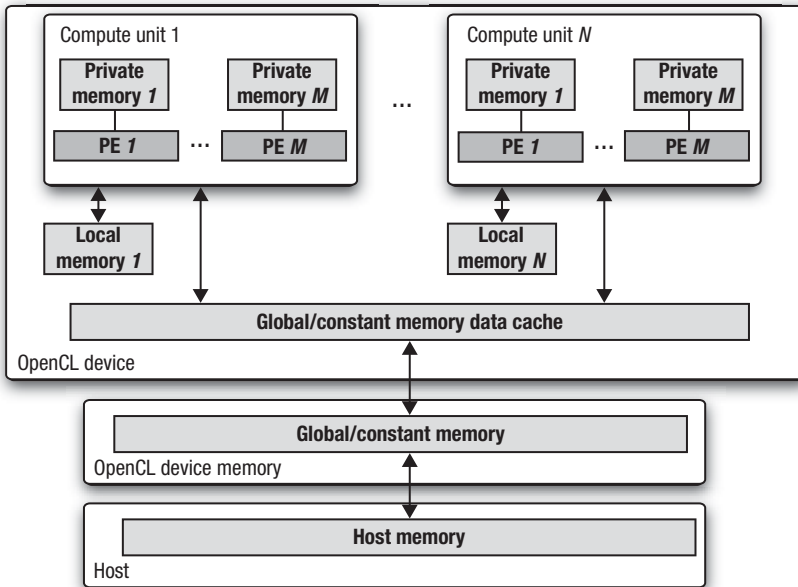 Compute unit 1
Compute unit N
Private
memory 1
Private
memory M
...
Private
memory 1
Private
memory M
PE 1
...
PE M
PE 1
...
PE M
Local
memory 1
Local
memory N
Global/constant memory data cache
OpenCL device
Global/constant memory
OpenCL device memory
Host memory
Host